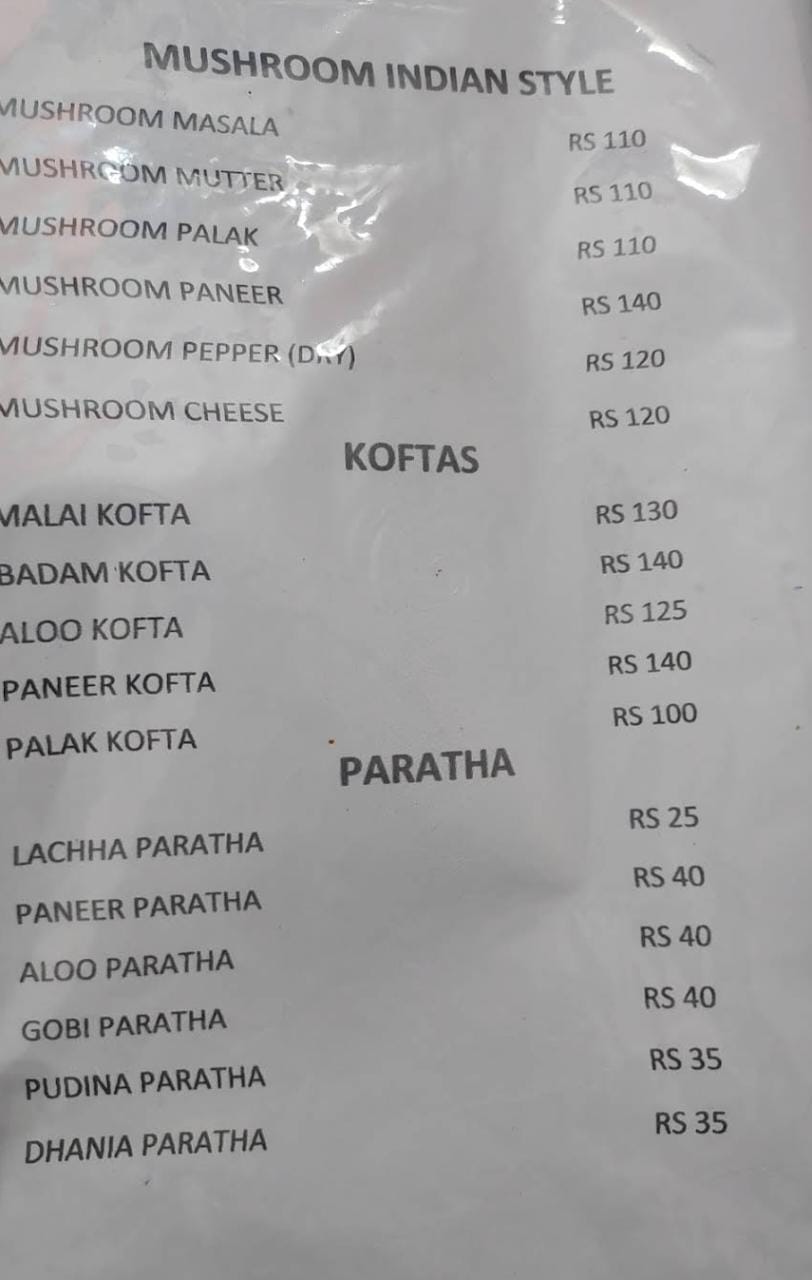 MUSHROOM INDIAN STYLE
MUSHROOM MASALA RS 110
MUSHROOM MUTTER RS 110
MUSHROOM PALAK RS 110
MUSHROOM PANEER RS 140
MUSHROOM PEPPER (DRY) RS 120
MUSHROOM CHEESE RS 120
KOFTAS
MALAI KOFTA RS 130
BADAM KOFTA RS 140
ALOO KOFTA RS 125
PANEER KOFTA RS 140
PALAK KOFTA RS 100
PARATHA
LACHHA PARATHA RS 25
PANEER PARATHA RS 40
ALOO PARATHA RS 40
GOBI PARATHA RS 40
PUDINA PARATHA RS 35
DHANIA PARATHA RS 35